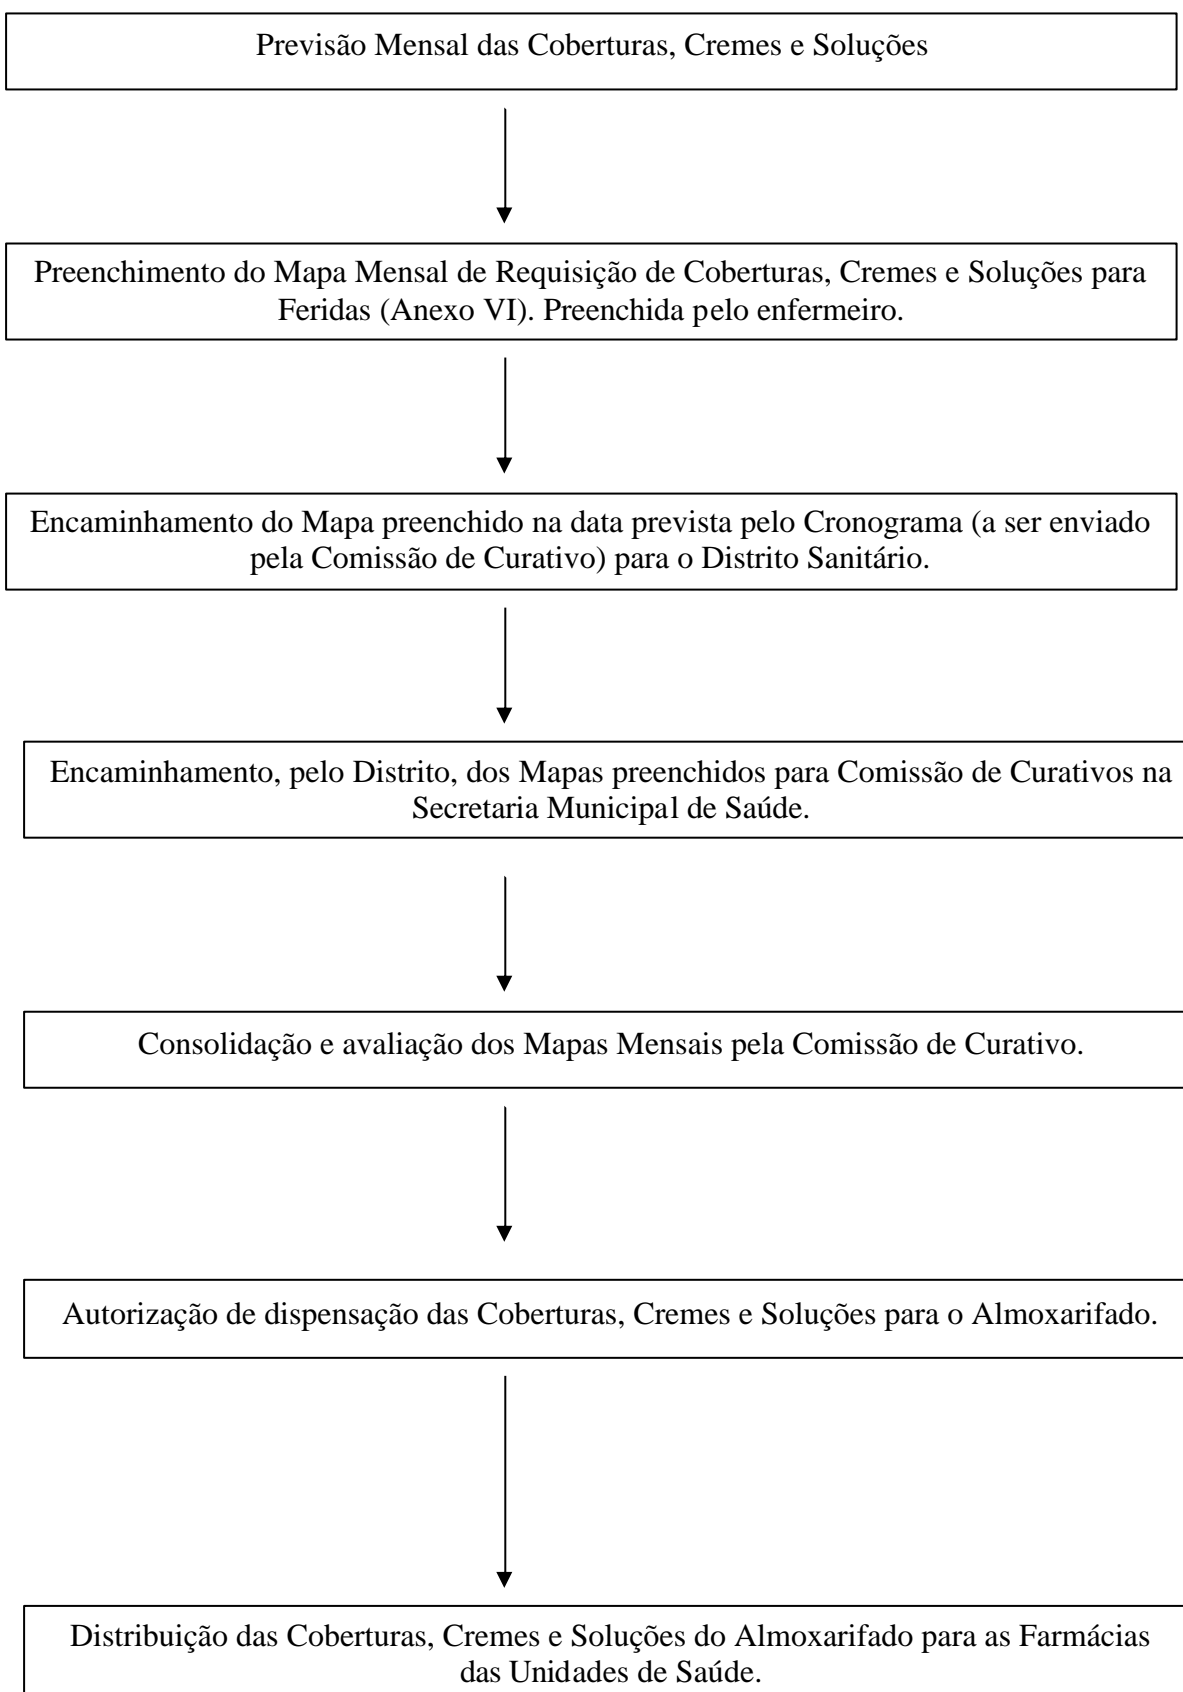 Previsão Mensal das Coberturas, Cremes e Soluções
Preenchimento do Mapa Mensal de Requisição de Coberturas, Cremes e Soluções para
Feridas (Anexo VI). Preenchida pelo enfermeiro.
Encaminhamento do Mapa preenchido na data prevista pelo Cronograma (a ser enviado
pela Comissão de Curativo) para o Distrito Sanitário.
Encaminhamento, pelo Distrito, dos Mapas preenchidos para Comissão de Curativos na
Secretaria Municipal de Saúde.
Consolidação e avaliação dos Mapas Mensais pela Comissão de Curativo.
Autorização de dispensação das Coberturas, Cremes e Soluções para o Almoxarifado.
Distribuição das Coberturas, Cremes e Soluções do Almoxarifado para as Farmácias
das Unidades de Saúde.